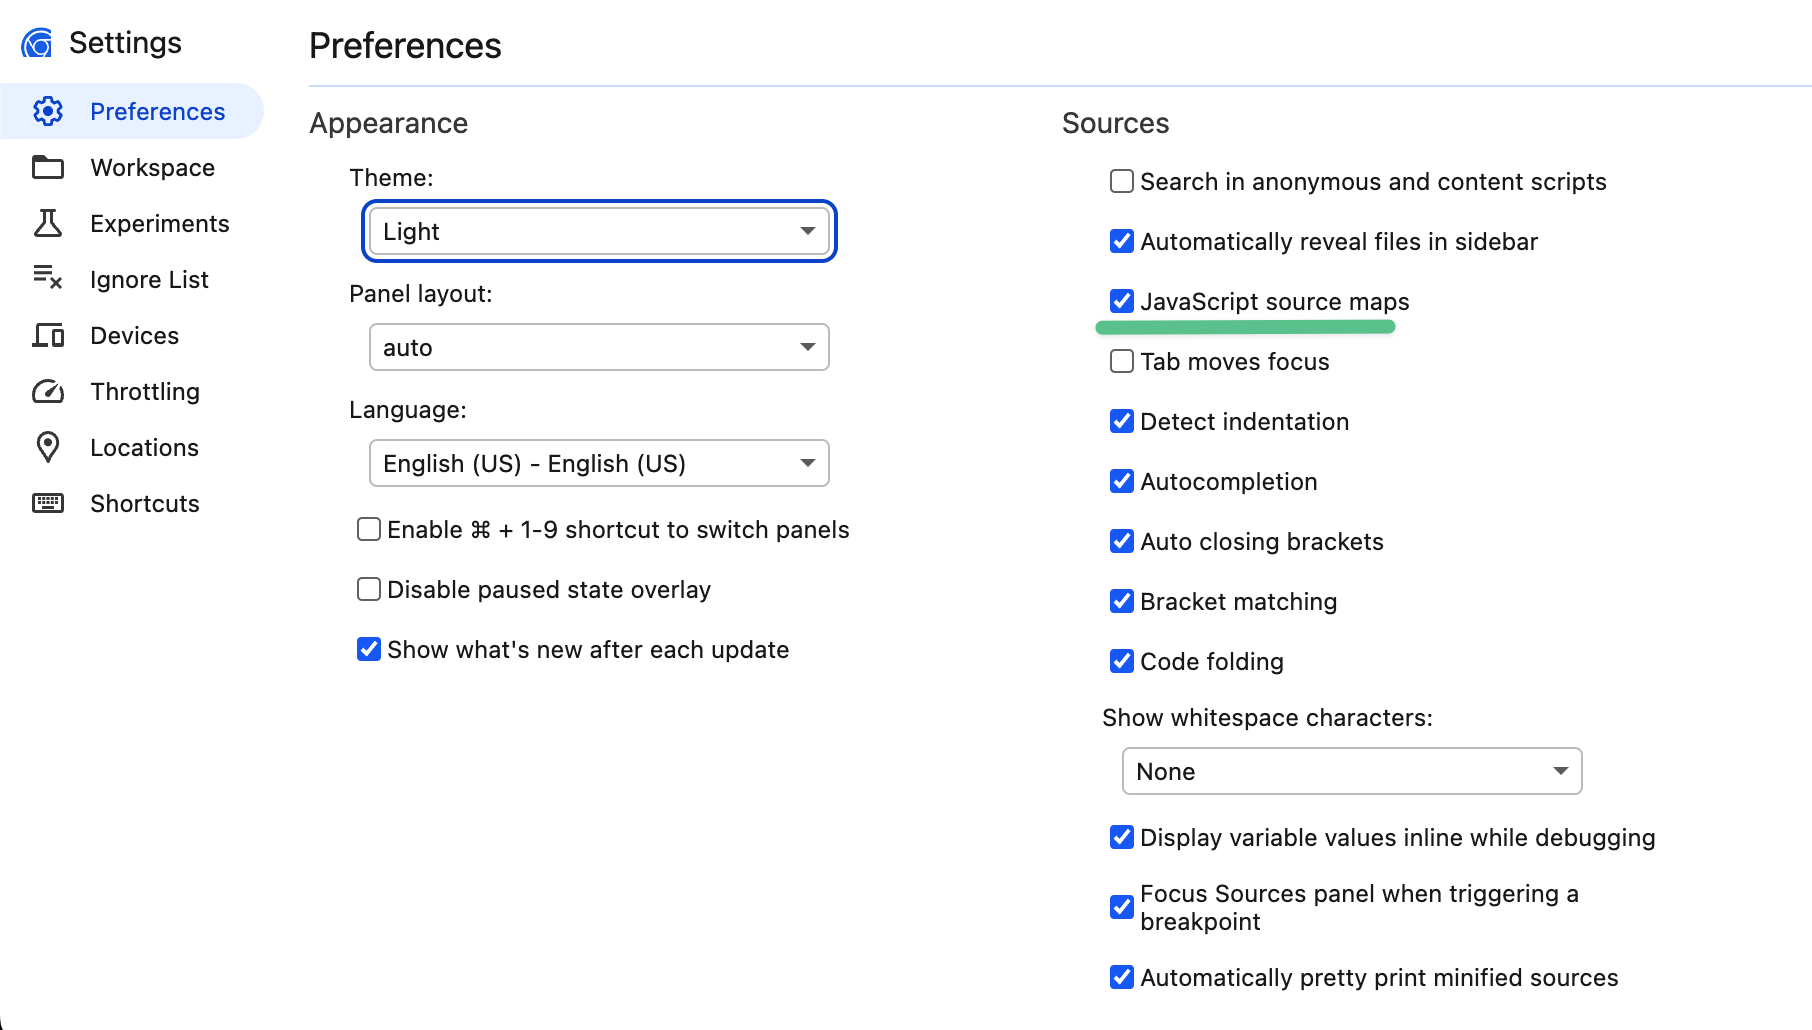 Settings
Preferences
Workspace
Experiments
Ignore List
Devices
Throttling
Locations
Shortcuts
Preferences
Appearance
Theme:
Light
Panel layout:
auto
Language:
English (US) - English (US)
Enable ⌘ + 1-9 shortcut to switch panels
Disable paused state overlay
Show what's new after each update
Sources
Search in anonymous and content scripts
Automatically reveal files in sidebar
JavaScript source maps
Tab moves focus
Detect indentation
Autocompletion
Auto closing brackets
Bracket matching
Code folding
Show whitespace characters:
None
Display variable values inline while debugging
Focus Sources panel when triggering a
breakpoint
Automatically pretty print minified sources